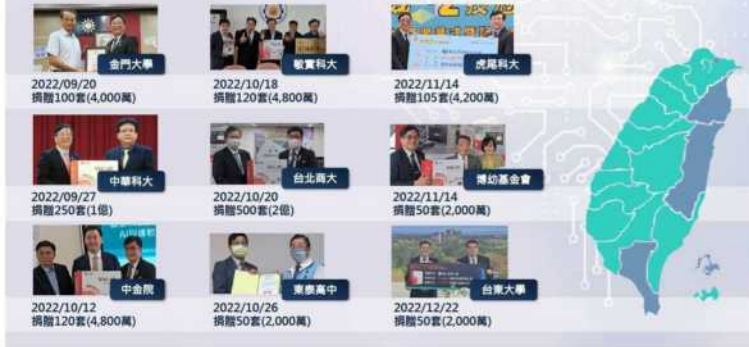 金門大學
2022/09/20
捐贈100套(4,000萬)
敏實科大
2022/10/18
捐贈120套(4,800萬)
虎尾科大
2022/11/14
捐贈105套(4,200萬)
中華科大
2022/09/27
捐贈250套(1億)
台北商大
2022/10/20
捐贈500套(2億)
博幼基金會
2022/11/14
捐贈50套(2,000萬)
中金院
2022/10/12
捐贈120套(4,800萬)
東泰高中
2022/10/26
捐贈50套(2,000萬)
台東大學
2022/12/22
捐贈50套(2,000萬)